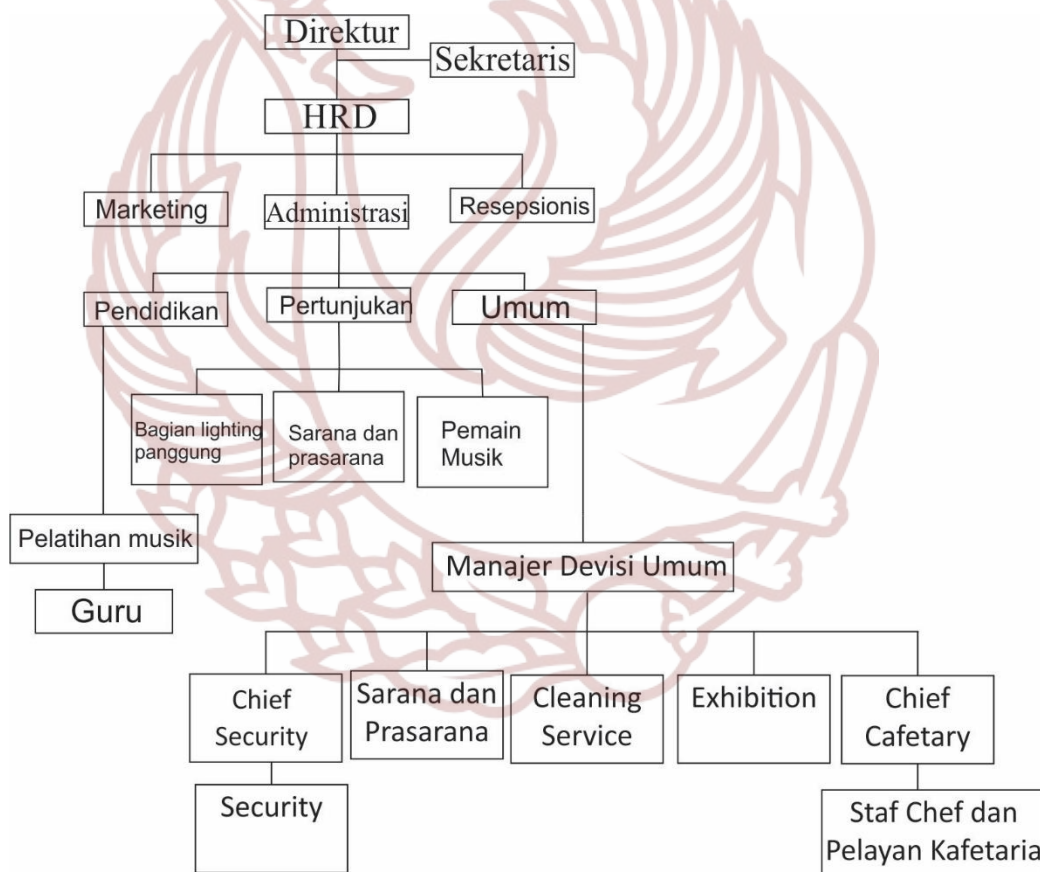 Direktur
Sekretaris
HRD
Marketing
Administrasi
Resepsionis
Pendidikan
Pertunjukan
Umum
Bagian lighting
panggung
Sarana dan
prasarana
Pemain
Musik
Pelatihan musik
Guru
Manajer Devisi Umum
Chief
Security
Sarana dan
Prasarana
Cleaning
Service
Exhibition
Chief
Cafetary
Security
Staf Chef dan
Pelayan Kafetaria